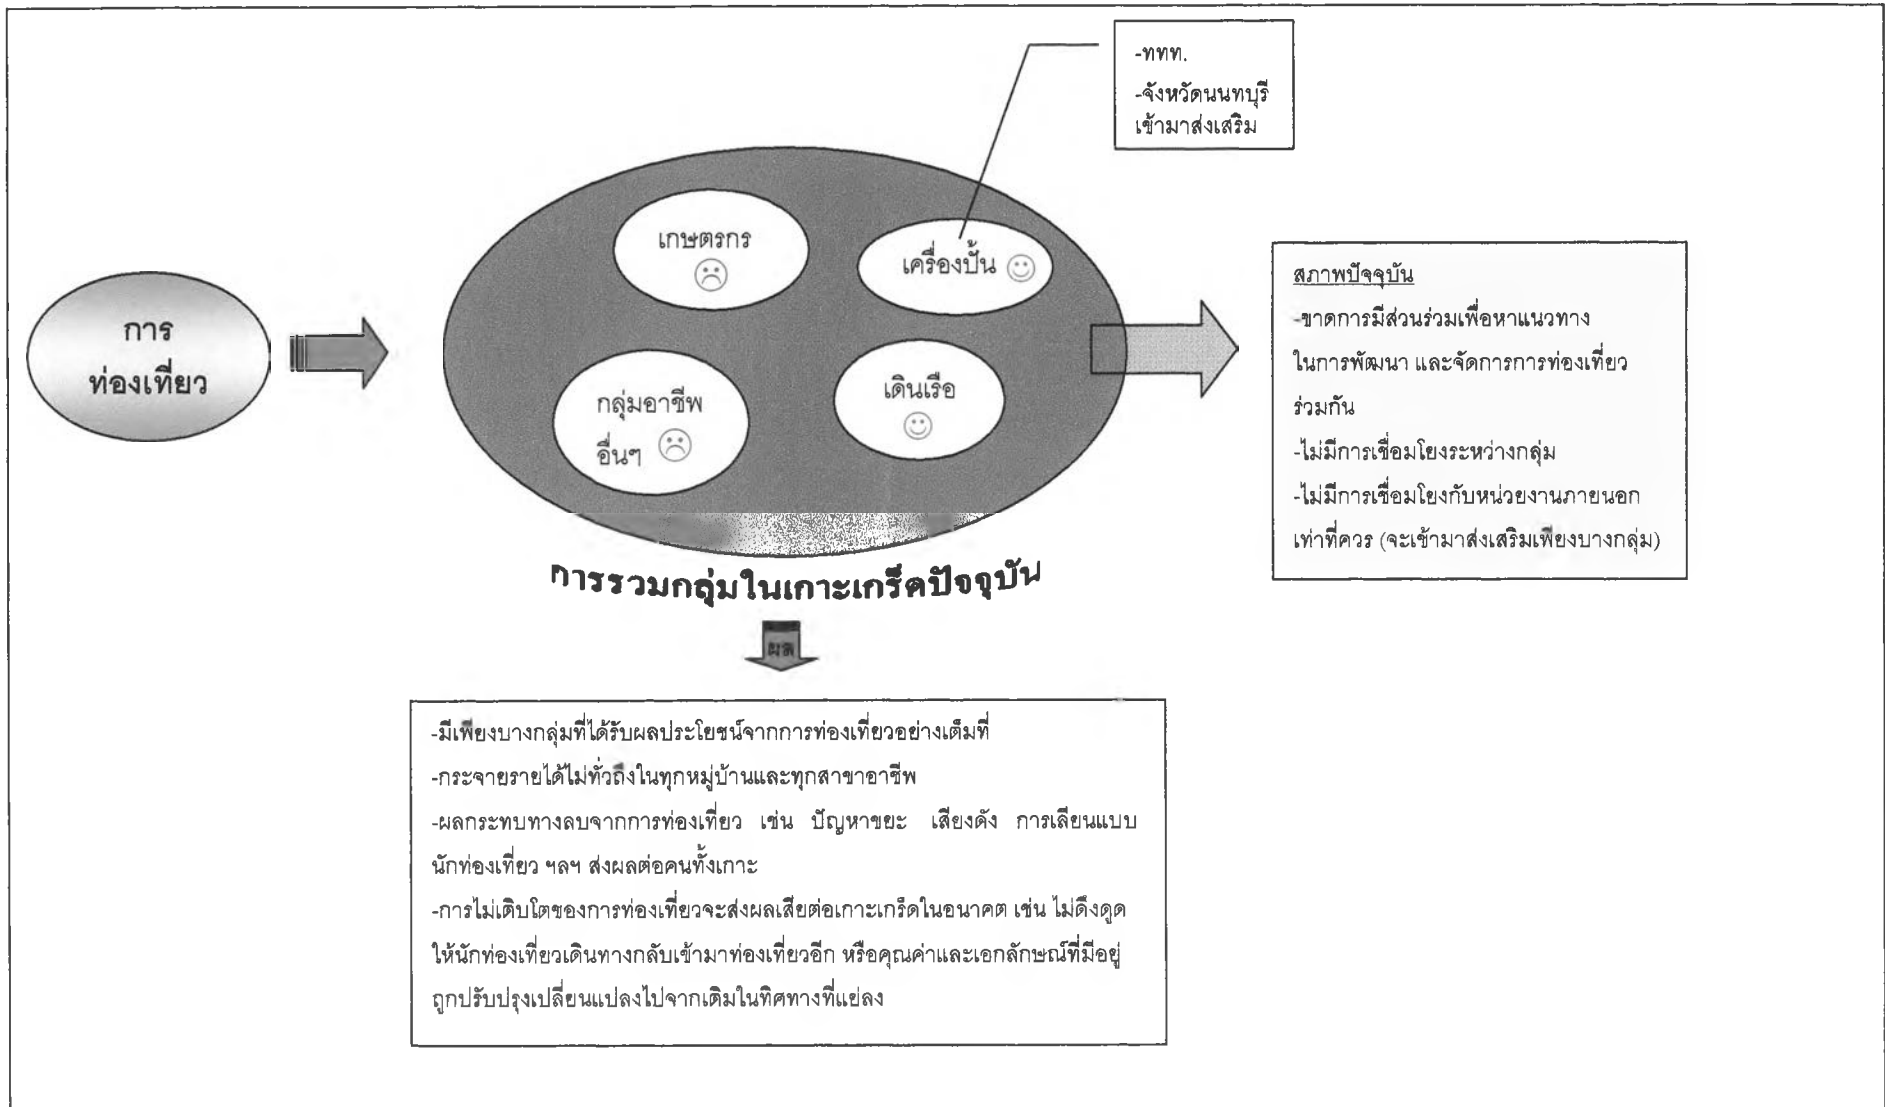 -ททท.
-จังหวัดนนทบุรี
เข้ามาส่งเสริม
เกษตรกร
เครื่องปั้น
การ
ท่องเที่ยว
กลุ่มอาชีพ
อื่นๆ
เดินเรือ
สภาพปัจจุบัน
-ขาดการมีส่วนร่วมเพื่อหาแนวทาง
ในการพัฒนา และจัดการการท่องเที่ยว
ร่วมกัน
-ไม่มีการเชื่อมโยงระหว่างกลุ่ม
-ไม่มีการเชื่อมโยงกับหน่วยงานภายนอก
เท่าที่ควร (จะเข้ามาส่งเสริมเพียงบางกลุ่ม)
การรวมกลุ่มในเกาะเกร็ดปัจจุบัน
ผล
-มีเพียงบางกลุ่มที่ได้รับผลประโยชน์จากการท่องเที่ยวอย่างเต็มที่
-กระจายรายได้ไม่ทั่วถึงในทุกหมู่บ้านและทุกสาขาอาชีพ
-ผลกระทบทางลบจากการท่องเที่ยว เช่น ปัญหาขยะ เสียงดัง การเลียนแบบ
นักท่องเที่ยว ฯลฯ ส่งผลต่อคนทั้งเกาะ
-การไม่เติบโตของการท่องเที่ยวจะส่งผลเสียต่อเกาะเกร็ดในอนาคต เช่น ไม่ดึงดูด
ให้นักท่องเที่ยวเดินทางกลับเข้ามาท่องเที่ยวอีก หรือคุณค่าและเอกลักษณ์ที่มีอยู่
ถูกปรับปรุงเปลี่ยนแปลงไปจากเดิมในทิศทางที่แย่ลง